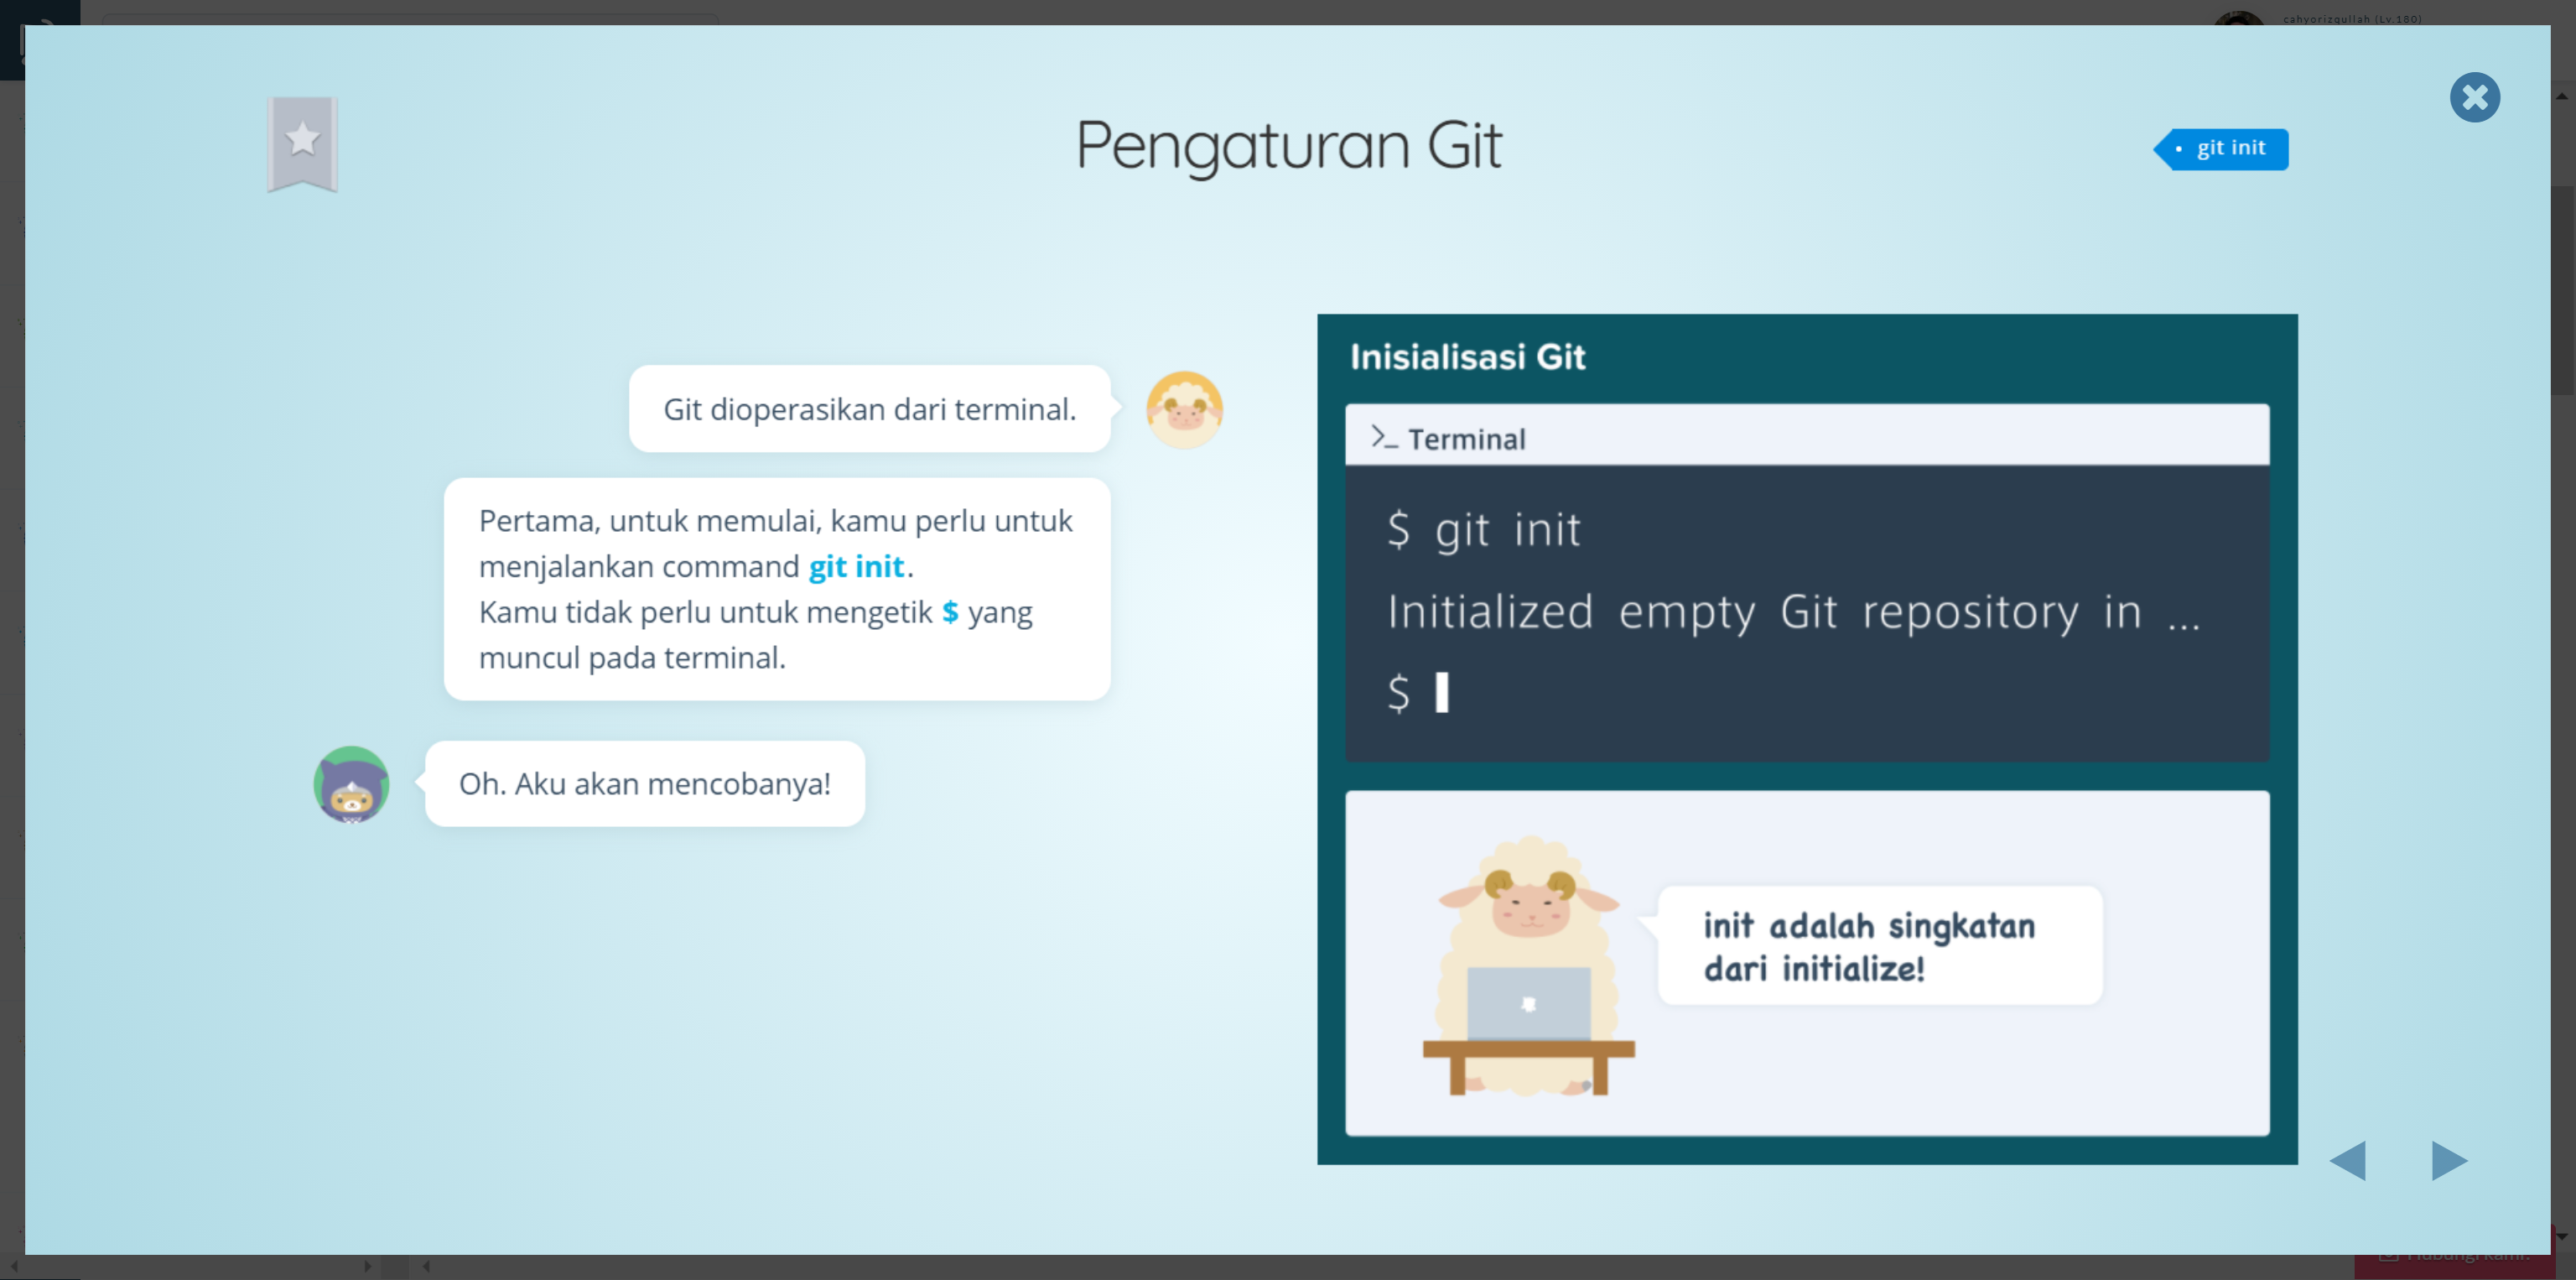 cahyorizqullah (Lv.180)
Pengaturan Git
• git init
Git dioperasikan dari terminal.
Pertama, untuk memulai, kamu perlu untuk
menjalankan command git init.
Kamu tidak perlu untuk mengetik $ yang
muncul pada terminal.
Oh. Aku akan mencobanya!
Inisialisasi Git
>_ Terminal
$ git init
Initialized empty Git repository in ...
$
init adalah singkatan
dari initialize!